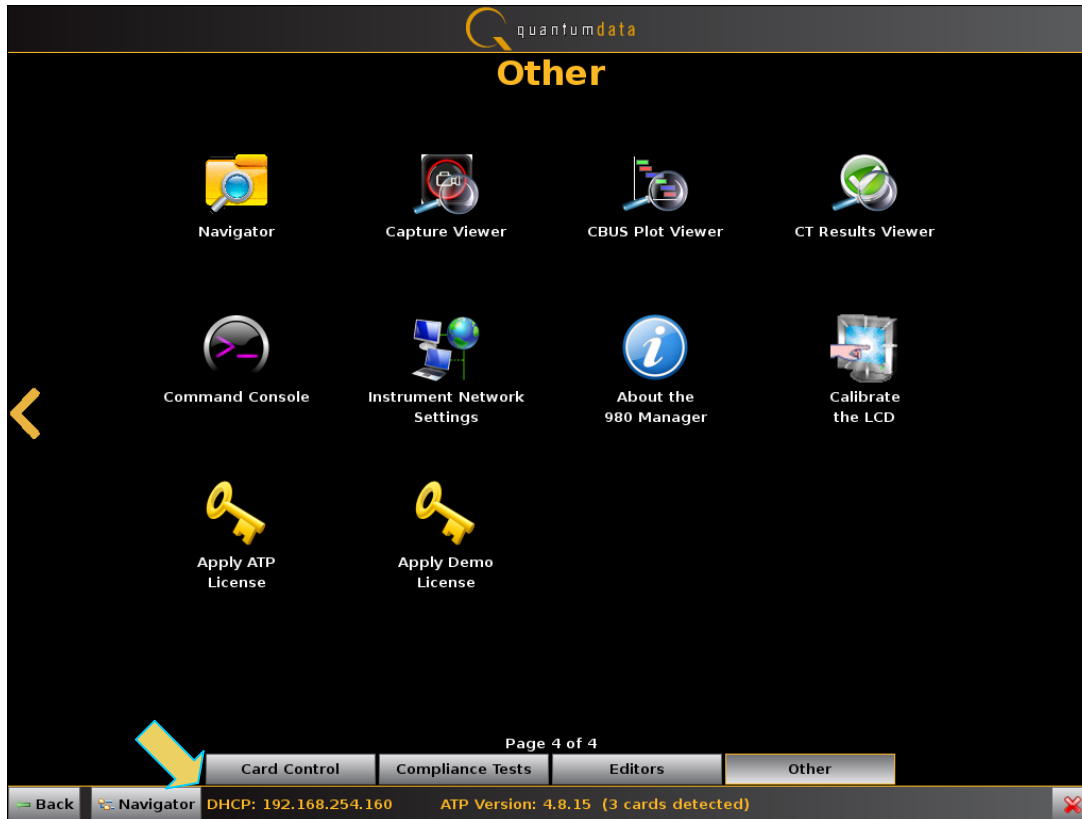 quantumdata
Other
Navigator
Capture Viewer
CBUS Plot Viewer
CT Results Viewer
>_
Command Console
Instrument Network
Settings
i
About the
980 Manager
Calibrate
the LCD
Apply ATP
License
Apply Demo
License
Page 4 of 4
Card Control
Compliance Tests
Editors
Other
Back
Navigator
DHCP: 192.168.254.160
ATP Version: 4.8.15 (3 cards detected)